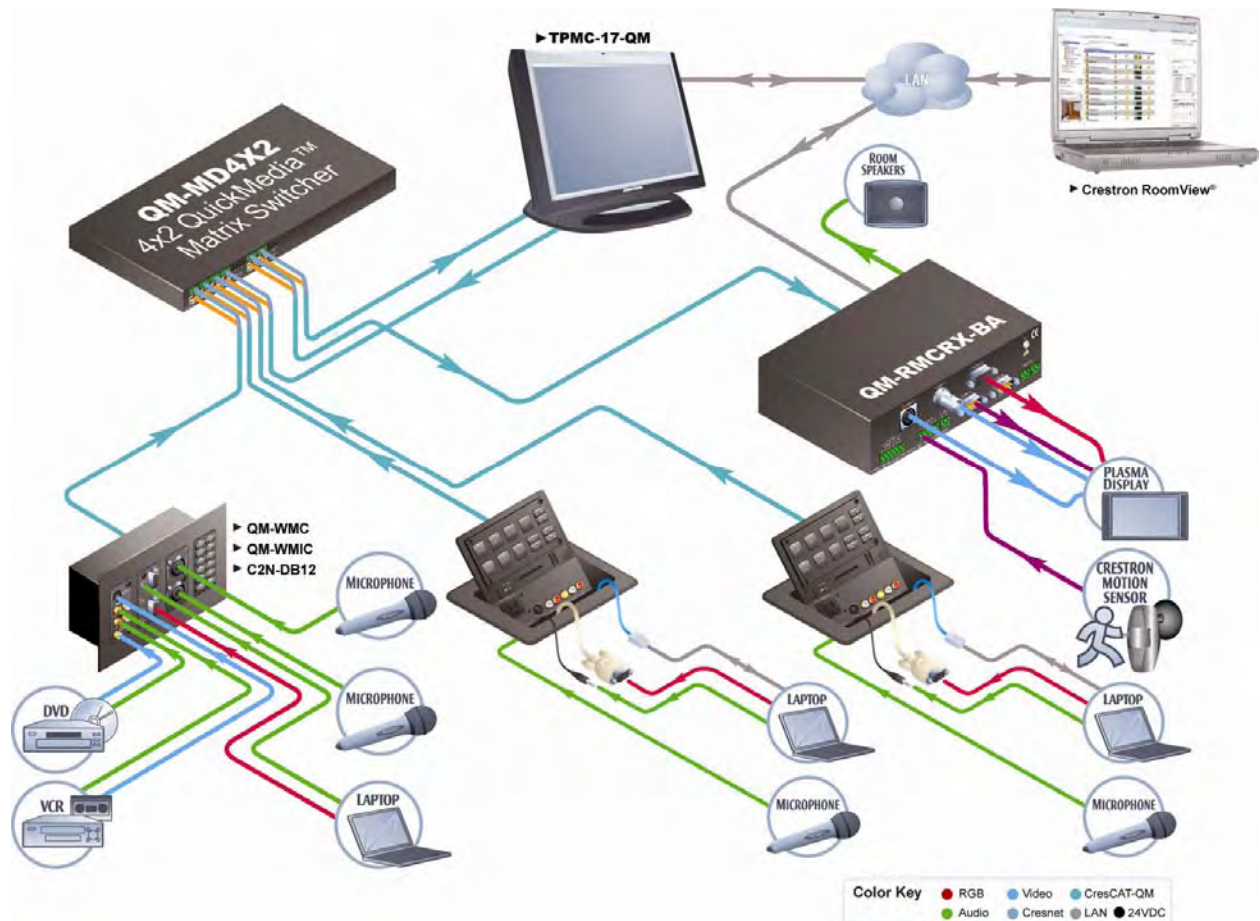 ►TPMC-17-QM
LAN
►Crestron RoomView®
QM-MD4X2
4x2 QuickMedia™
Matrix Switcher
ROOM
SPEAKERS
QM-RMCRX-BA
PLASMA
DISPLAY
►QM-WMC
►QM-WMIC
►C2N-DB12
MICROPHONE
CRESTRON
MOTION
SENSOR
MICROPHONE
DVD
LAPTOP
LAPTOP
VCR
LAPTOP
MICROPHONE
MICROPHONE
Color Key
RGB
Video
CresCAT-QM
Audio
Cresnet
LAN
24VDC